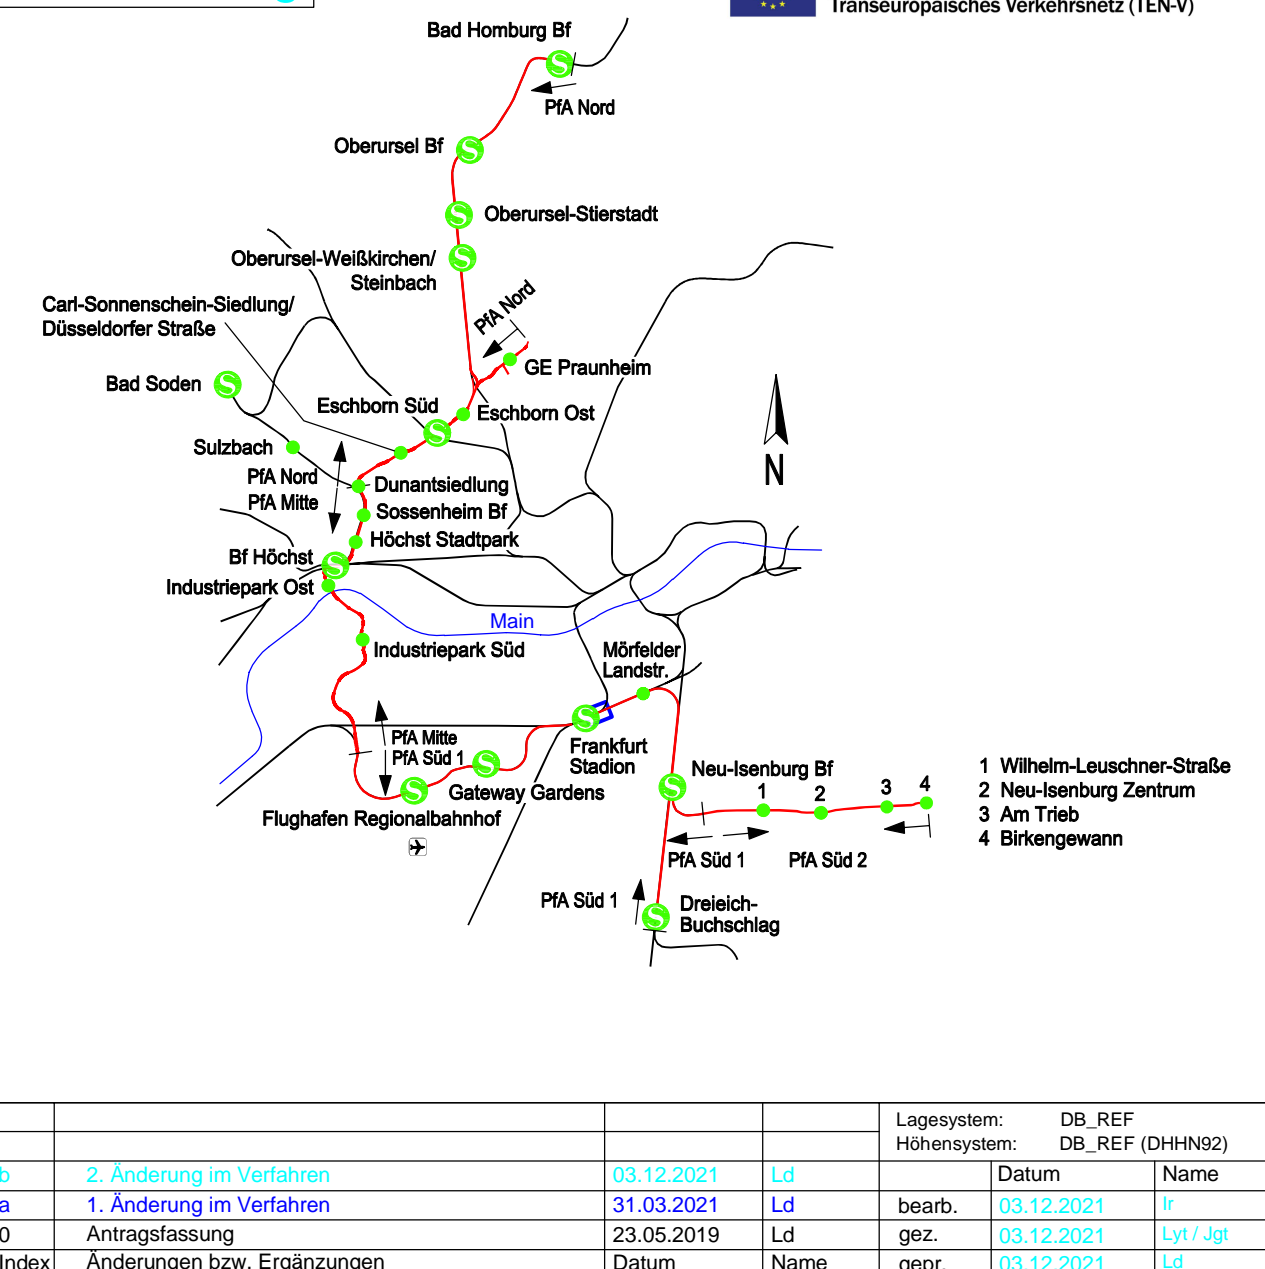 Transeuropäisches Verkehrsnetz (TEN-V)
Bad Homburg Bf
S
PfA Nord
Oberursel Bf
S
S
Oberursel-Stierstadt
Oberursel-Weißkirchen/
Steinbach
S
Carl-Sonnenschein-Siedlung/
Düsseldorfer Straße
PfA Nord
GE Praunheim
Bad Soden
S
Eschborn Süd
S
Eschborn Ost
Sulzbach
PfA Nord
PfA Mitte
Dunantsiedlung
Sossenheim Bf
Höchst Stadtpark
N
Bf Höchst
S
Industriepark Ost
Main
Industriepark Süd
Mörfelder
Landstr.
PfA Mitte
PfA Süd 1
S
Frankfurt
Stadion
S
Gateway Gardens
S
Flughafen Regionalbahnhof
S
Neu-Isenburg Bf
1
2
3
4
1 Wilhelm-Leuschner-Straße
2 Neu-Isenburg Zentrum
3 Am Trieb
4 Birkengewann
PfA Süd 1
PfA Süd 2
PfA Süd 1
S
Dreieich-
Buchschlag
Lagesystem: DB_REF
Höhensystem: DB_REF (DHHN92)
b 2. Änderung im Verfahren 03.12.2021 Ld Datum Name
a 1. Änderung im Verfahren 31.03.2021 Ld bearb. 03.12.2021 Ir
0 Antragsfassung 23.05.2019 Ld gez. 03.12.2021 Lyt / Jgt
Index Änderungen bzw. Ergänzungen Datum Name gepr. 03.12.2021 Ld